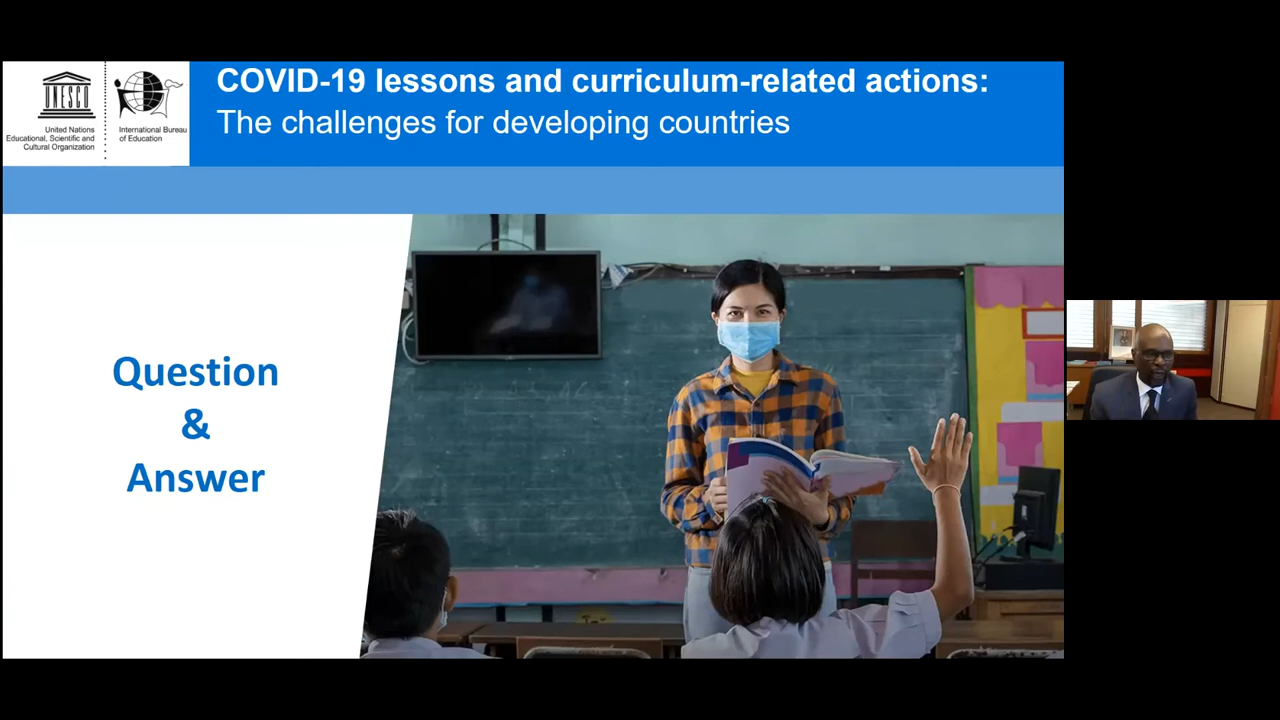 UNESCO
United Nations
Educational, Scientific and
Cultural Organization
International Bureau
of Education
COVID-19 lessons and curriculum-related actions:
The challenges for developing countries
Question
&
Answer